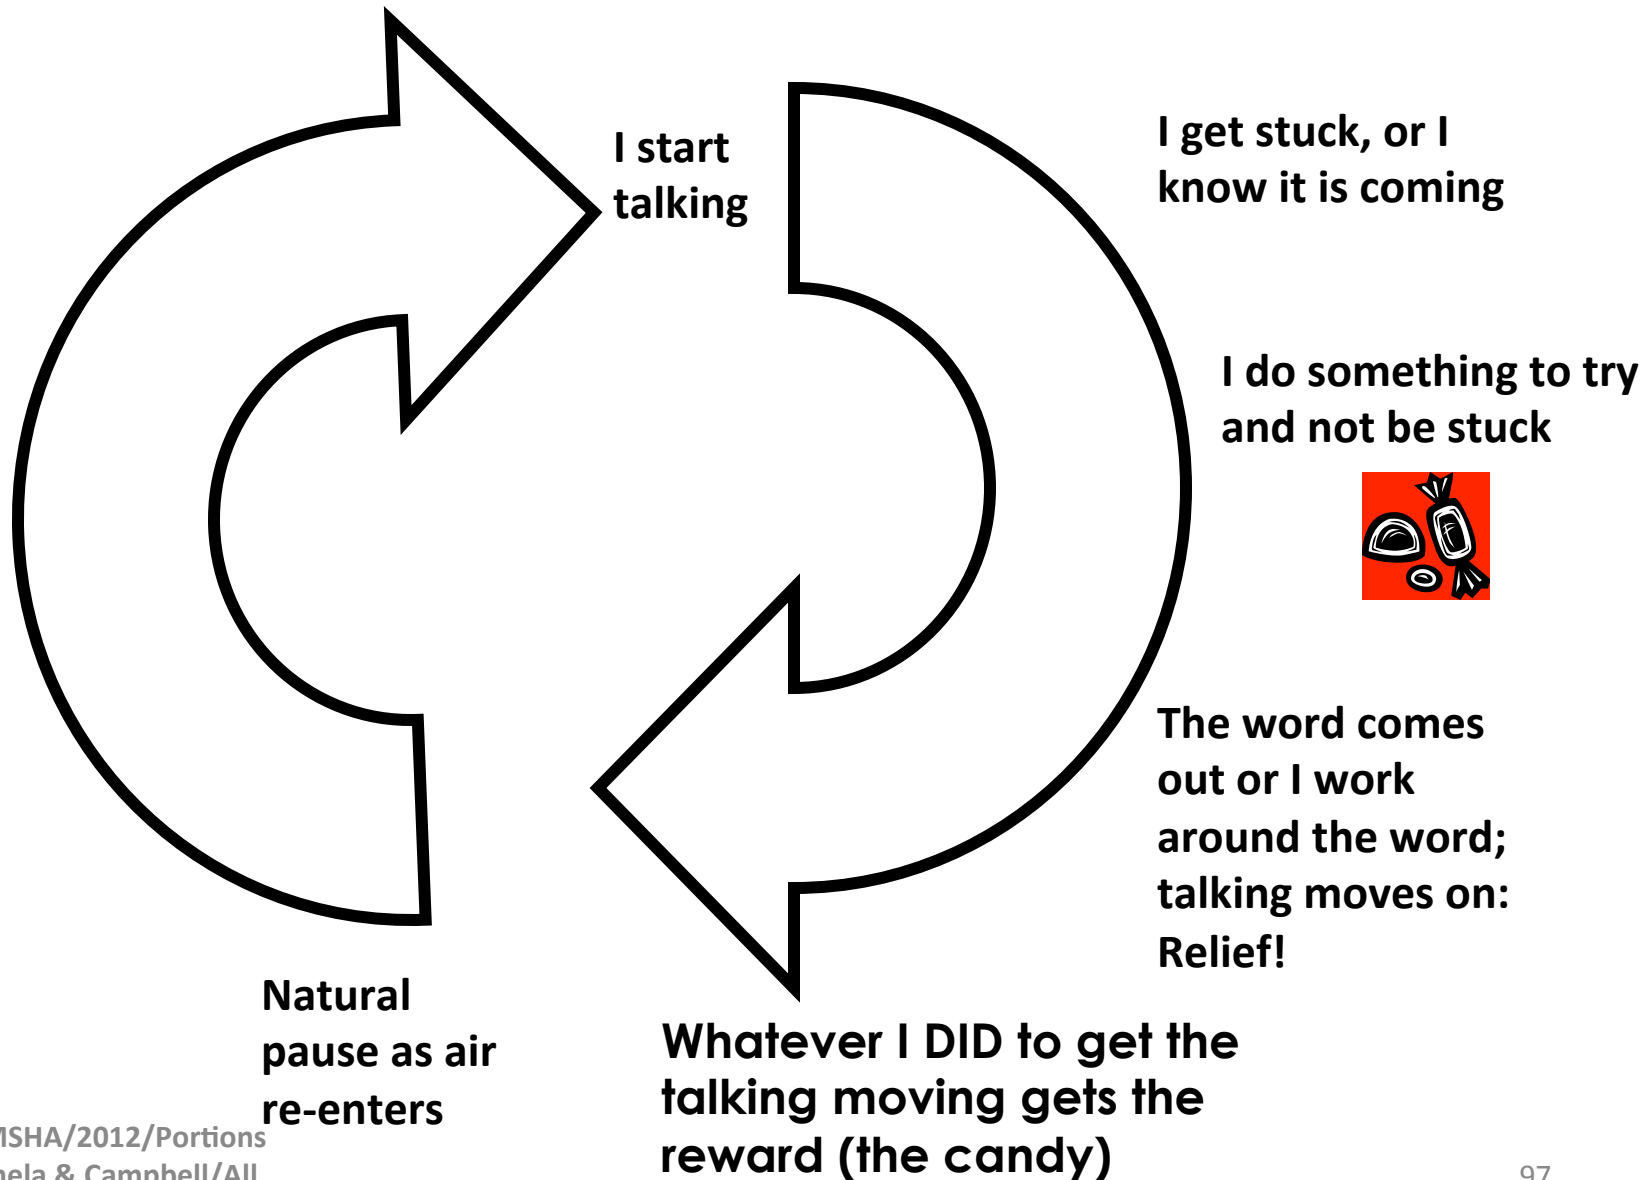 I start
talking
I get stuck, or I
know it is coming
I do something to try
and not be stuck
The word comes
out or I work
around the word;
talking moves on:
Relief!
Whatever I DID to get the
talking moving gets the
reward (the candy)
Natural
pause as air
re-enters
MSHA/2012/Portions
& Campbell/All
97